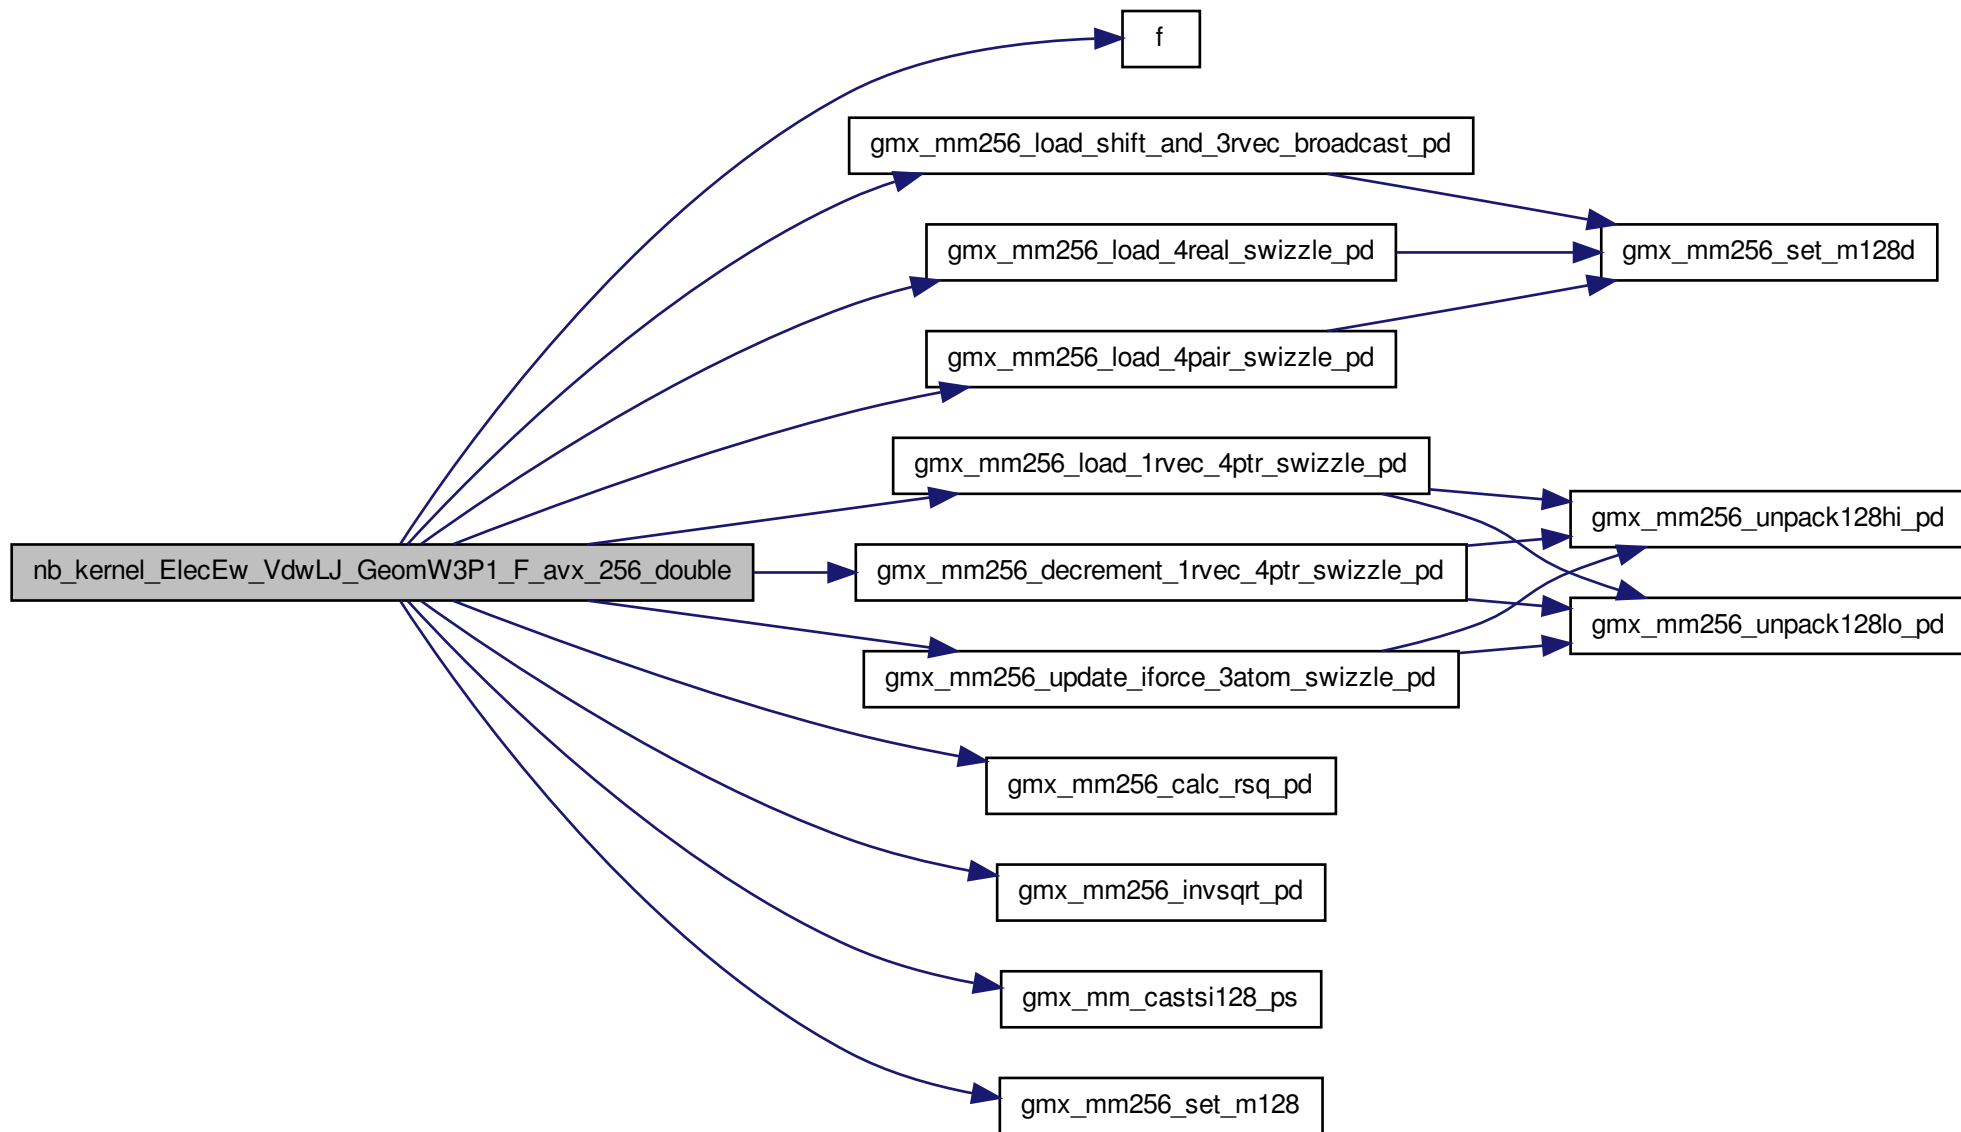 f
gmx_mm256_load_shift_and_3rvec_broadcast_pd
gmx_mm256_load_4real_swizzle_pd
gmx_mm256_set_m128d
gmx_mm256_load_4pair_swizzle_pd
gmx_mm256_load_1rvec_4ptr_swizzle_pd
gmx_mm256_unpack128hi_pd
nb_kernel_ElecEw_VdwLJ_GeomW3P1_F_avx_256_double
gmx_mm256_decrement_1rvec_4ptr_swizzle_pd
gmx_mm256_unpack128lo_pd
gmx_mm256_update_iforce_3atom_swizzle_pd
gmx_mm256_calc_rsq_pd
gmx_mm256_invsqrt_pd
gmx_mm_castsi128_ps
gmx_mm256_set_m128